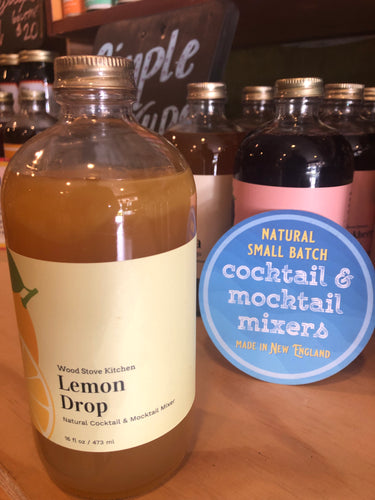 $20
Simple
Wood Stove Kitchen
Lemon
Drop
Natural Cocktail & Mocktail Mixer
16 fl oz / 473 ml
NATURAL
SMALL BATCH
cocktail &
mocktail
mixers
MADE IN NEW ENGLAND